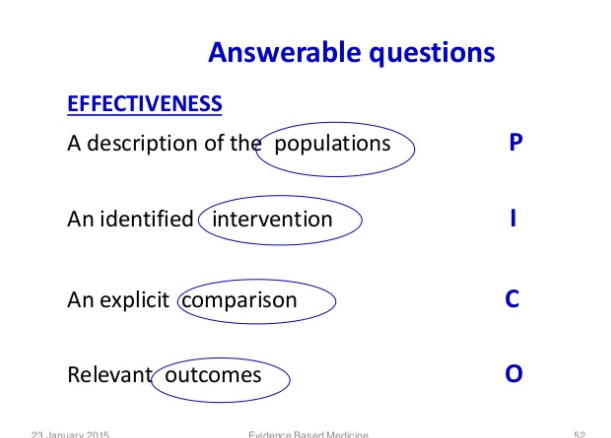 Answerable questions
EFFECTIVENESS
A description of the populations P
An identified intervention I
An explicit comparison C
Relevant outcomes O
23 January 2015 Evidence Based Medicine 52